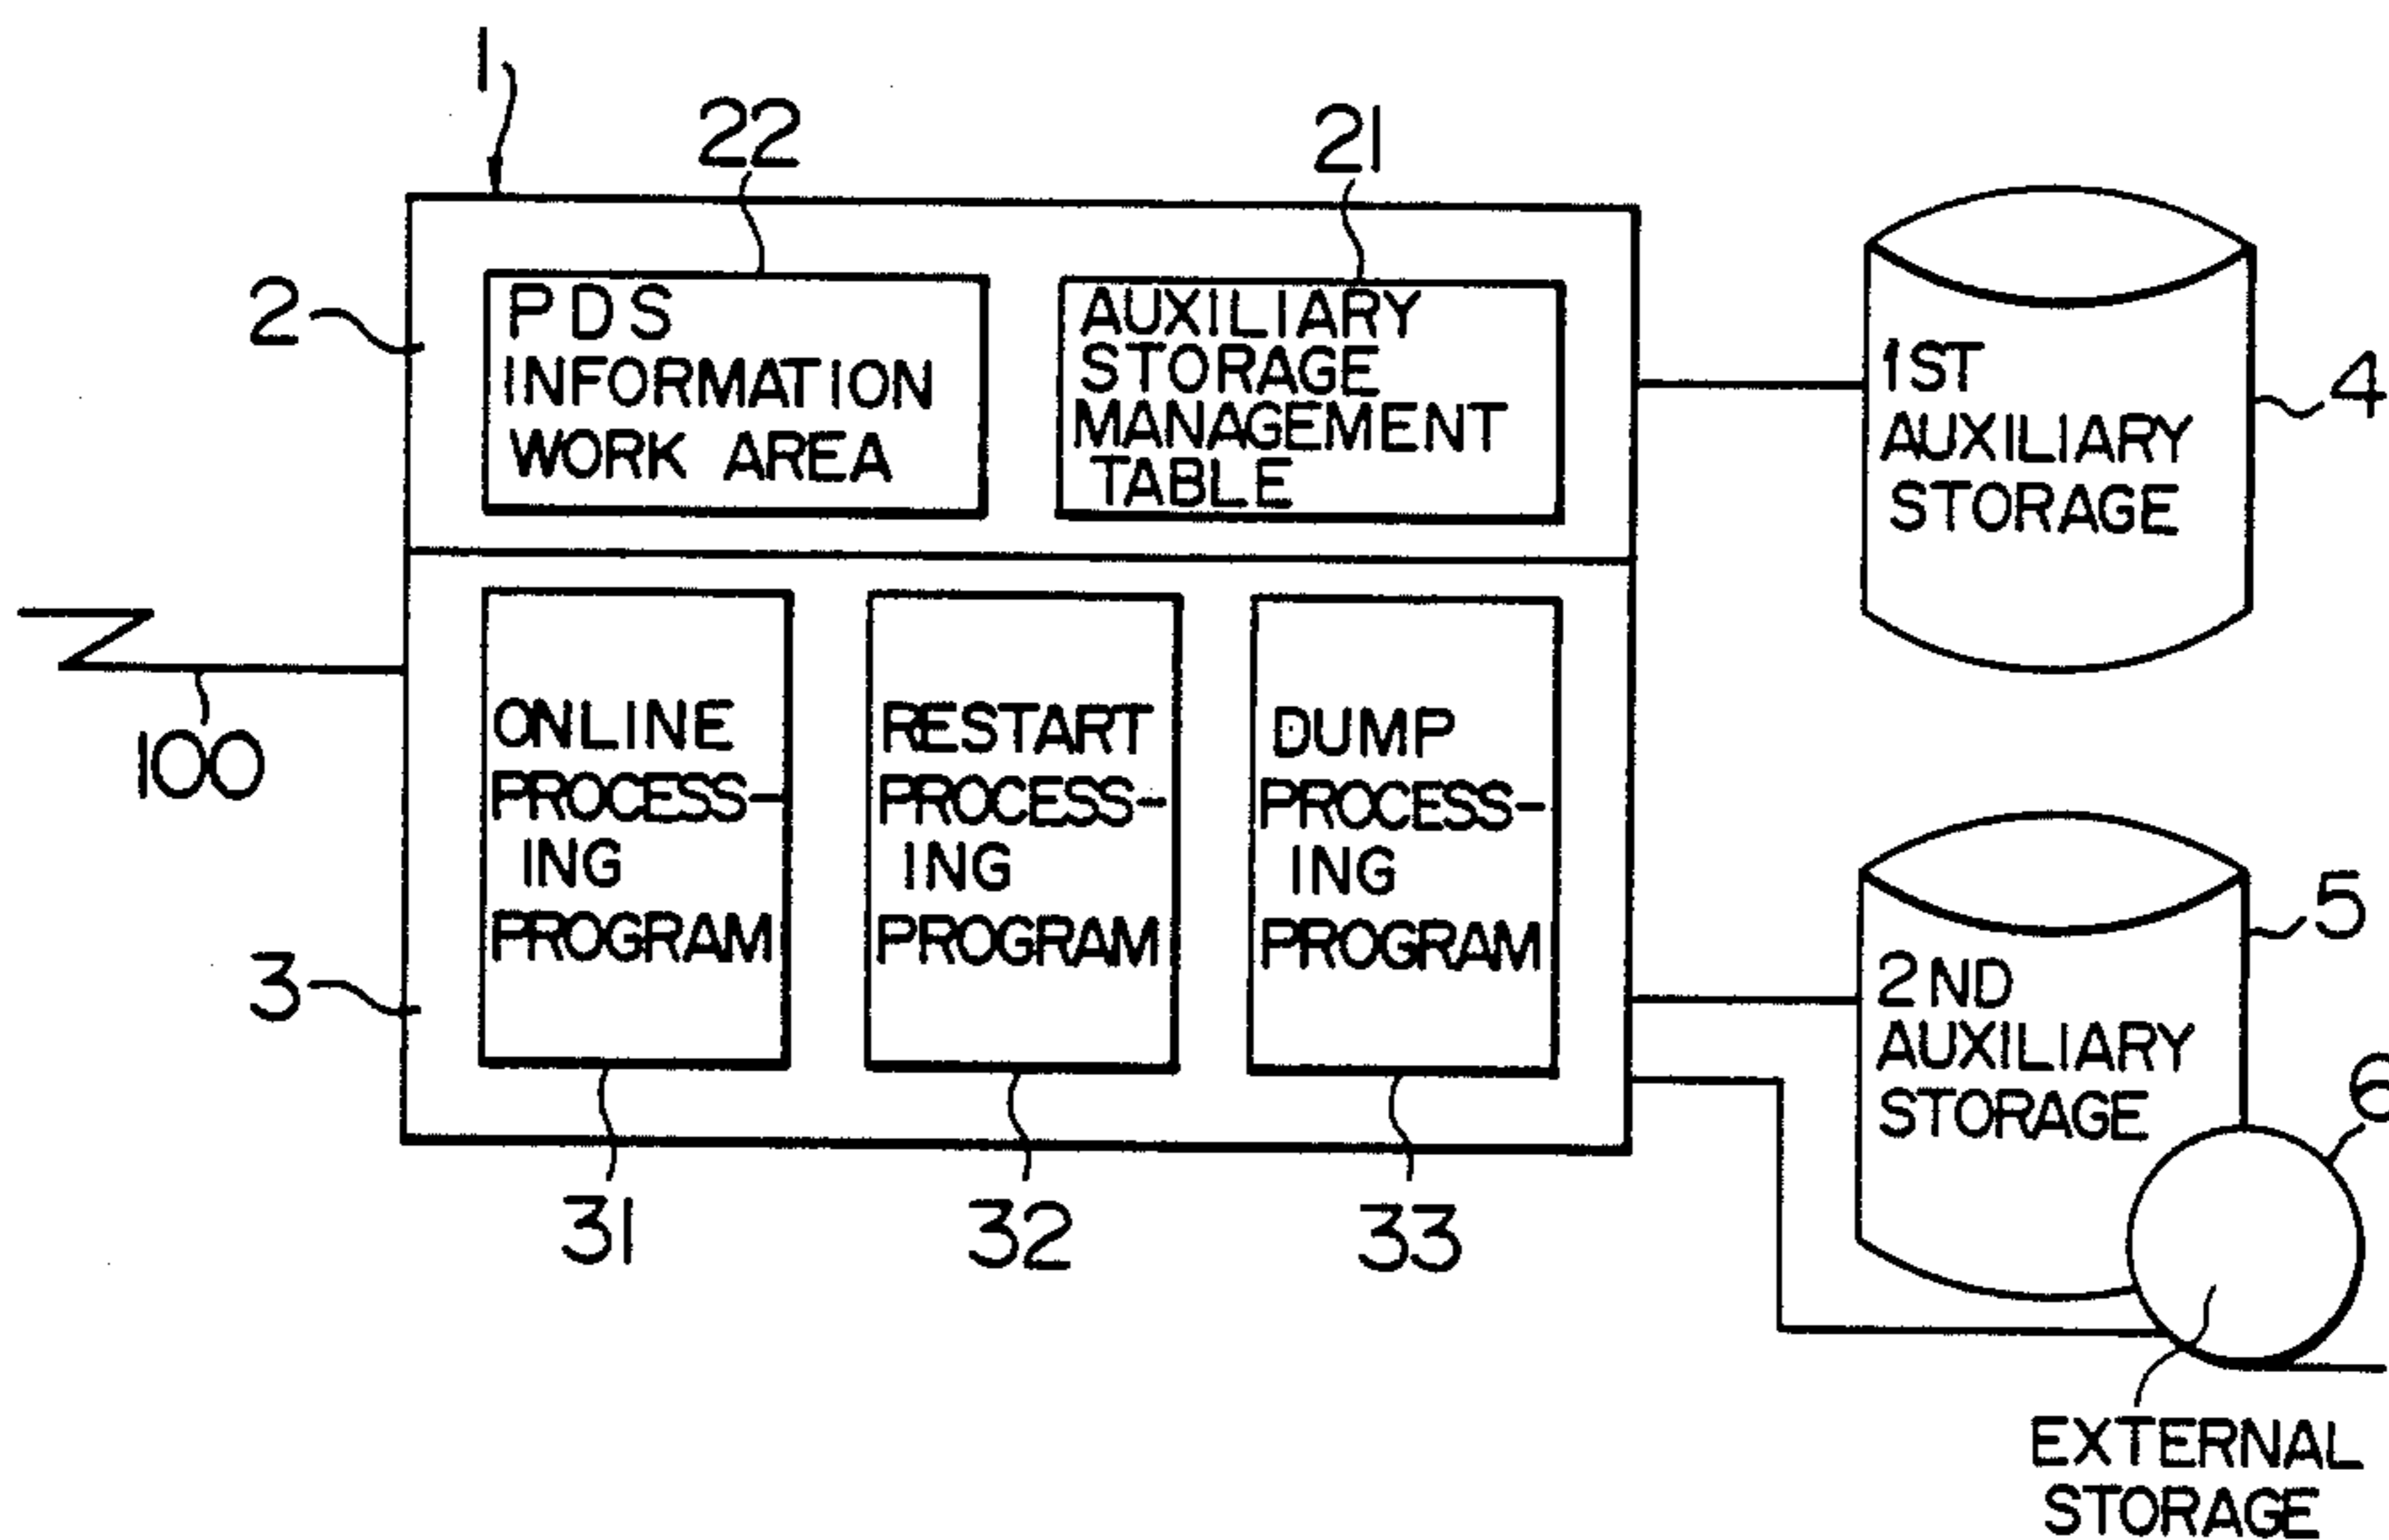 1
22
21
2
PDS
INFORMATION
WORK AREA
AUXILIARY
STORAGE
MANAGEMENT
TABLE
1ST
AUXILIARY
STORAGE
4
100
ONLINE
PROCESS-
ING
PROGRAM
RESTART
PROCESS-
ING
PROGRAM
DUMP
PROCESS-
ING
PROGRAM
3
31
32
33
2ND
AUXILIARY
STORAGE
5
6
EXTERNAL
STORAGE